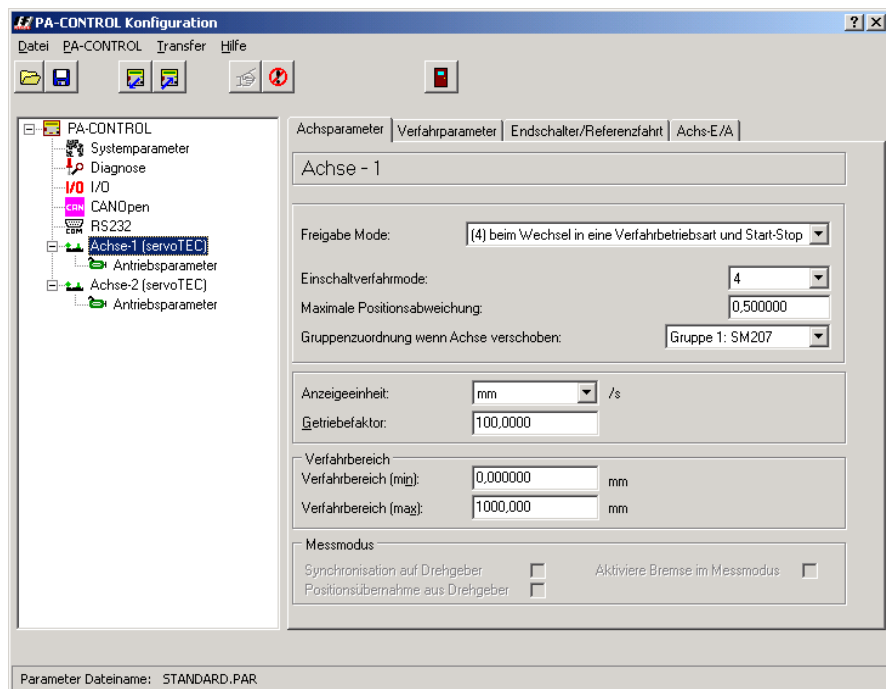 PA-CONTROL Konfiguration
Datei PA-CONTROL Transfer Hilfe
PA-CONTROL
Systemparameter
Diagnose
I/O I/O
CAN CANOpen
COM RS232
Achse-1 (servoTEC)
Antriebsparameter
Achse-2 (servoTEC)
Antriebsparameter
Achsparameter Verfahrparameter Endschalter/Referenzfahrt Achs-E/A
Achse - 1
Freigabe Mode: (4) beim Wechsel in eine Verfahrbetriebsart und Start-Stop
Einschaltverfahrmode: 4
Maximale Positionsabweichung: 0,500000
Gruppenzuordnung wenn Achse verschoben: Gruppe 1: SM207
Anzeigeeinheit: mm /s
Getriebefaktor: 100,0000
Verfahrbereich
Verfahrbereich (min): 0,000000 mm
Verfahrbereich (max): 1000,000 mm
Messmodus
Synchronisation auf Drehgeber Aktiviere Bremse im Messmodus
Positionsübernahme aus Drehgeber
Parameter Dateiname: STANDARD.PAR